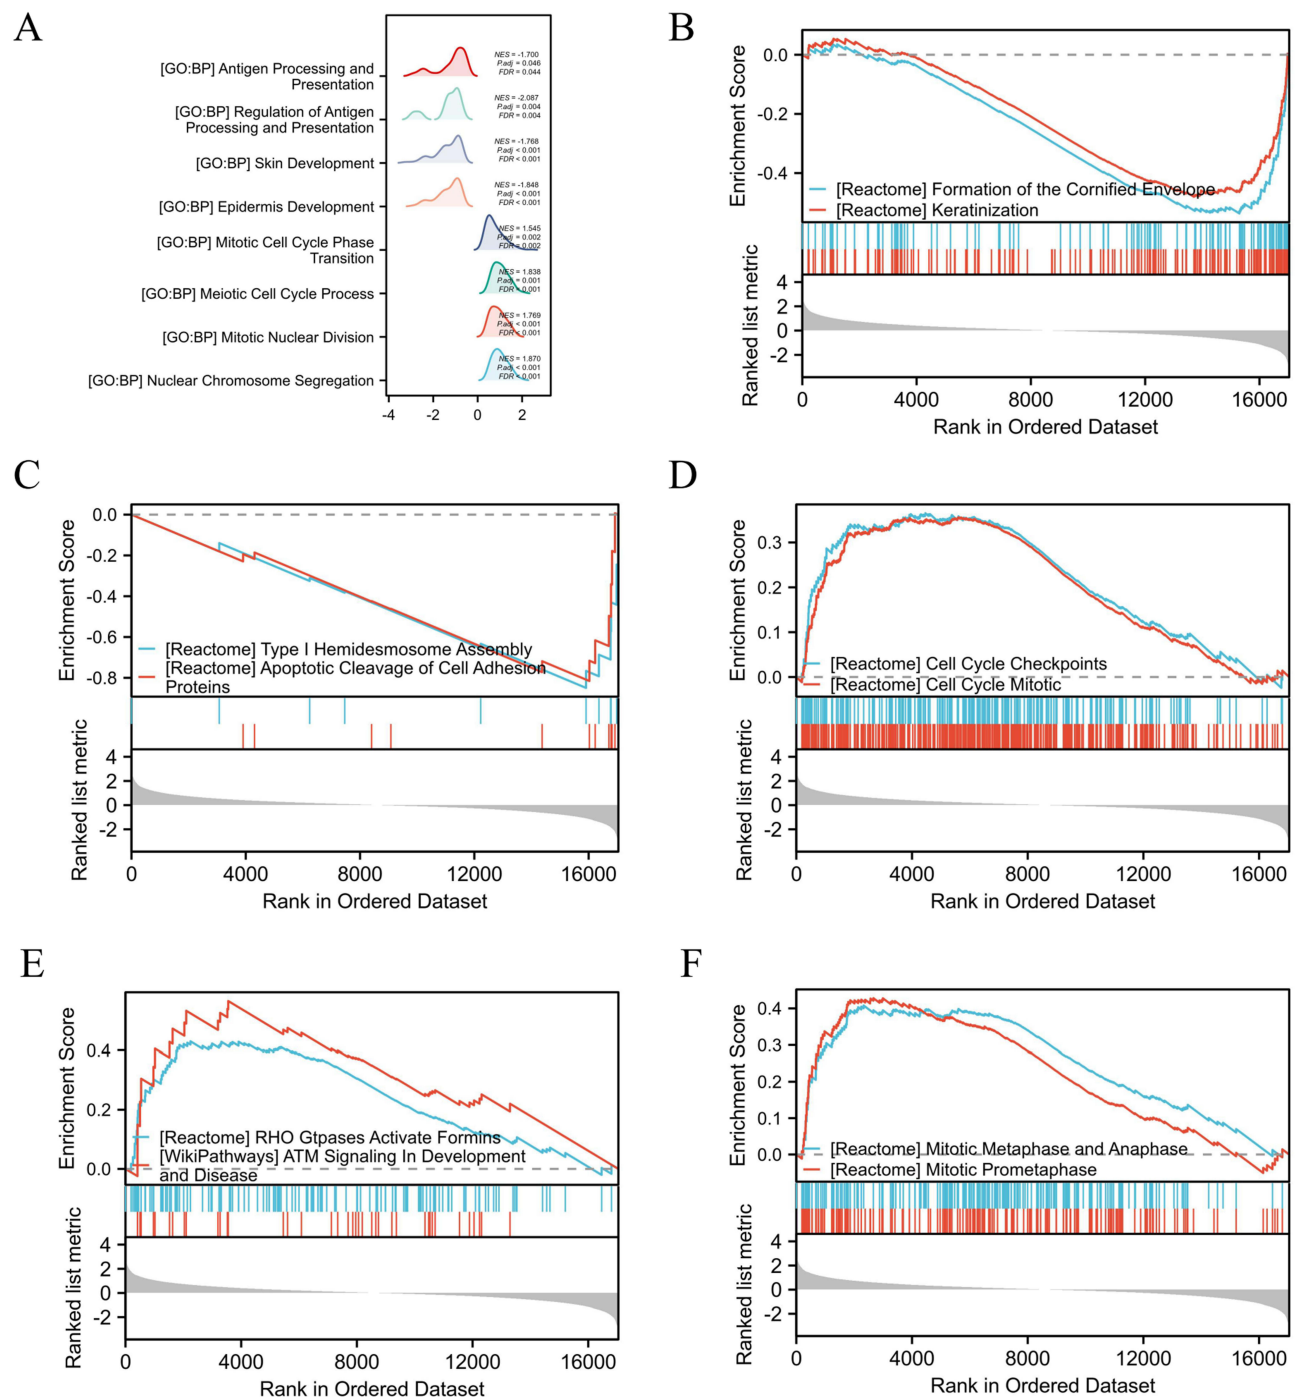 A
[GO:BP] Antigen Processing and
Presentation
NES = -1.700
P.adj = 0.046
FDR = 0.044
[GO:BP] Regulation of Antigen
Processing and Presentation
NES = -2.087
P.adj = 0.004
FDR = 0.004
[GO:BP] Skin Development
NES = -1.768
P.adj < 0.001
FDR < 0.001
[GO:BP] Epidermis Development
NES = -1.848
P.adj < 0.001
FDR < 0.001
[GO:BP] Mitotic Cell Cycle Phase
Transition
NES = 1.545
P.adj = 0.002
FDR = 0.002
[GO:BP] Meiotic Cell Cycle Process
NES = 1.838
P.adj = 0.001
FDR < 0.001
[GO:BP] Mitotic Nuclear Division
NES = 1.769
P.adj < 0.001
FDR < 0.001
[GO:BP] Nuclear Chromosome Segregation
NES = 1.870
P.adj < 0.001
FDR < 0.001
-4 -2 0 2
B
Enrichment Score
0.0
-0.2
-0.4
[Reactome] Formation of the Cornified Envelope
[Reactome] Keratinization
Ranked list metric
4
2
0
-2
0 4000 8000 12000 16000
Rank in Ordered Dataset
C
Enrichment Score
0.0
-0.2
-0.4
-0.6
-0.8
[Reactome] Type I Hemidesmosome Assembly
[Reactome] Apoptotic Cleavage of Cell Adhesion
Proteins
Ranked list metric
4
2
0
-2
0 4000 8000 12000 16000
Rank in Ordered Dataset
D
Enrichment Score
0.3
0.2
0.1
0.0
[Reactome] Cell Cycle Checkpoints
[Reactome] Cell Cycle Mitotic
Ranked list metric
4
2
0
-2
0 4000 8000 12000 16000
Rank in Ordered Dataset
E
Enrichment Score
0.4
0.2
0.0
[Reactome] RHO Gtpases Activate Formins
[WikiPathways] ATM Signaling In Development
and Disease
Ranked list metric
4
2
0
-2
0 4000 8000 12000 16000
Rank in Ordered Dataset
F
Enrichment Score
0.4
0.3
0.2
0.1
0.0
[Reactome] Mitotic Metaphase and Anaphase
[Reactome] Mitotic Prometaphase
Ranked list metric
4
2
0
-2
0 4000 8000 12000 16000
Rank in Ordered Dataset